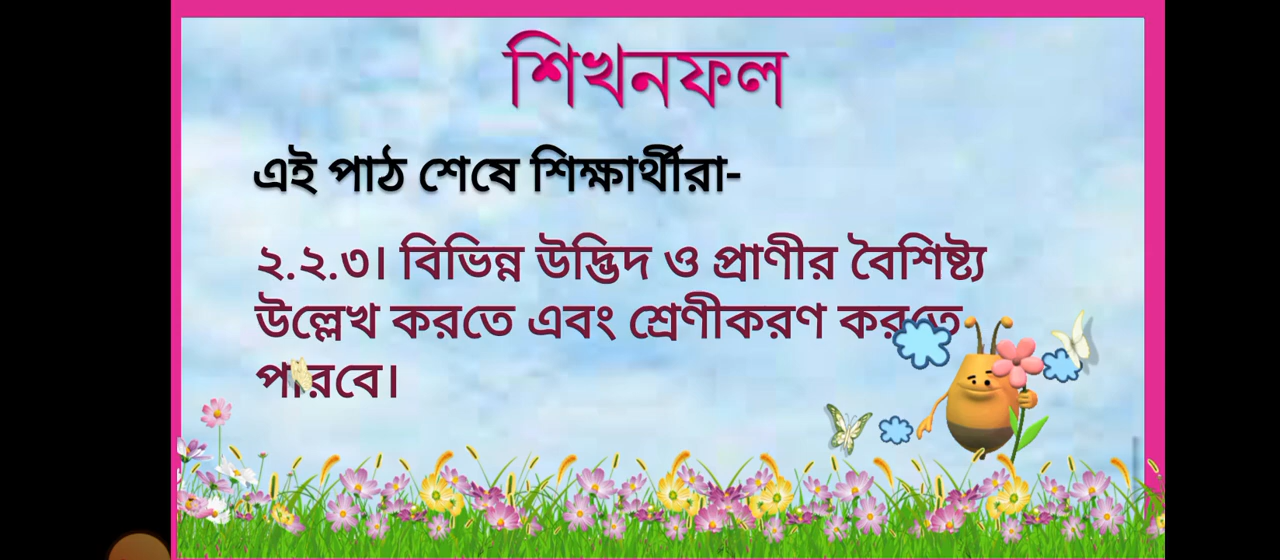 শিখনফল
এই পাঠ শেষে শিক্ষার্থীরা-
২.২.৩। বিভিন্ন উদ্ভিদ ও প্রাণীর বৈশিষ্ট্য
উল্লেখ করতে এবং শ্রেণীকরণ করতে
পারবে।